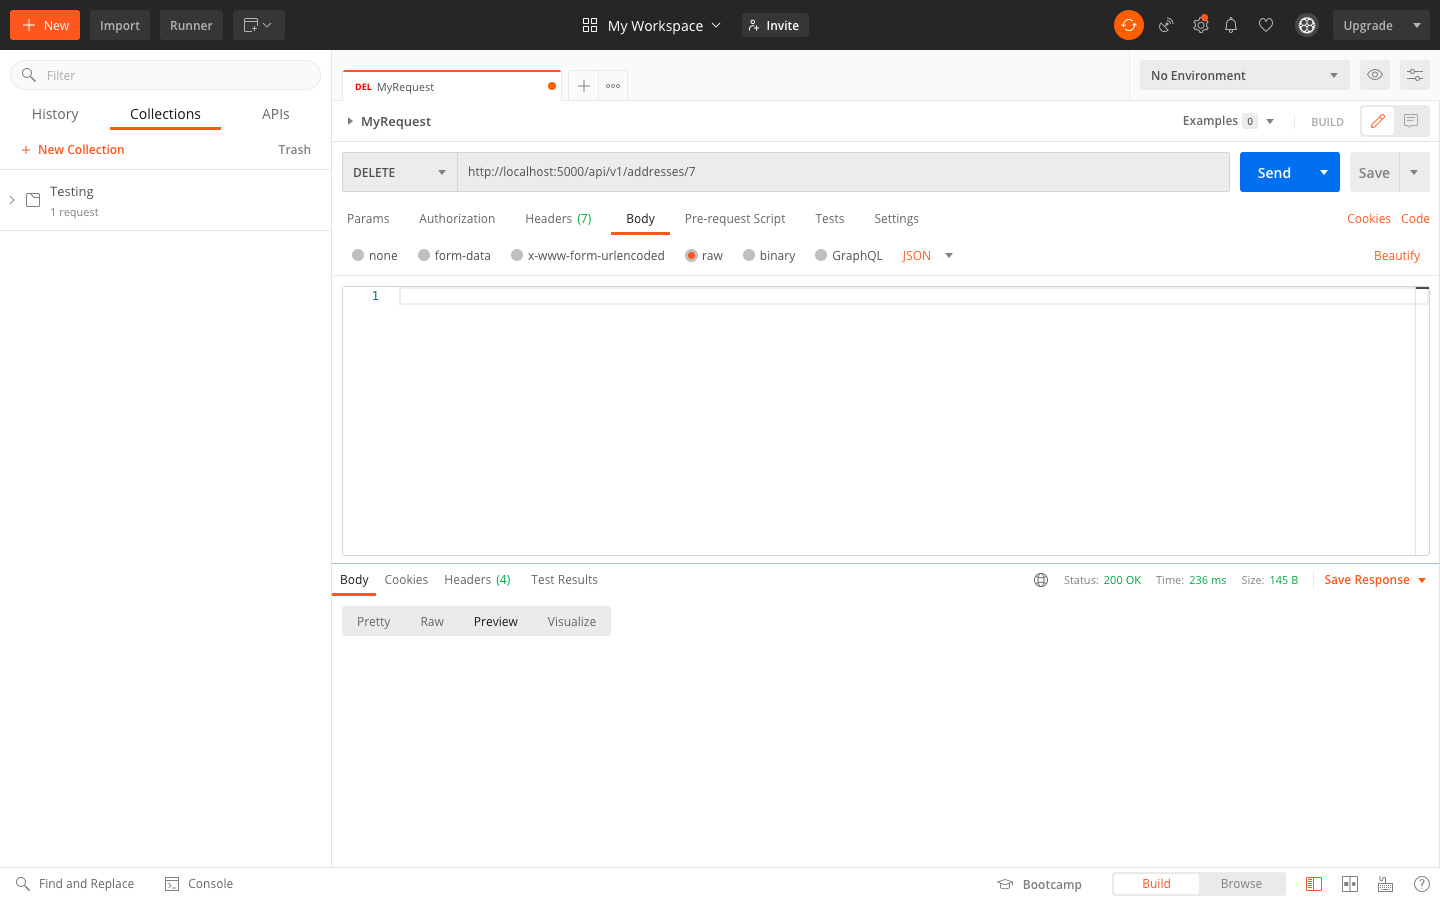 New Import Runner My Workspace Invite Upgrade
Filter
History Collections APIs
New Collection Trash
Testing
1 request
DEL MyRequest
No Environment
MyRequest Examples 0 BUILD
DELETE http://localhost:5000/api/v1/addresses/7 Send Save
Params Authorization Headers (7) Body Pre-request Script Tests Settings Cookies Code
none form-data x-www-form-urlencoded raw binary GraphQL JSON Beautify
1
Body Cookies Headers (4) Test Results Status: 200 OK Time: 236 ms Size: 145 B Save Response
Pretty Raw Preview Visualize
Find and Replace Console Bootcamp Build Browse